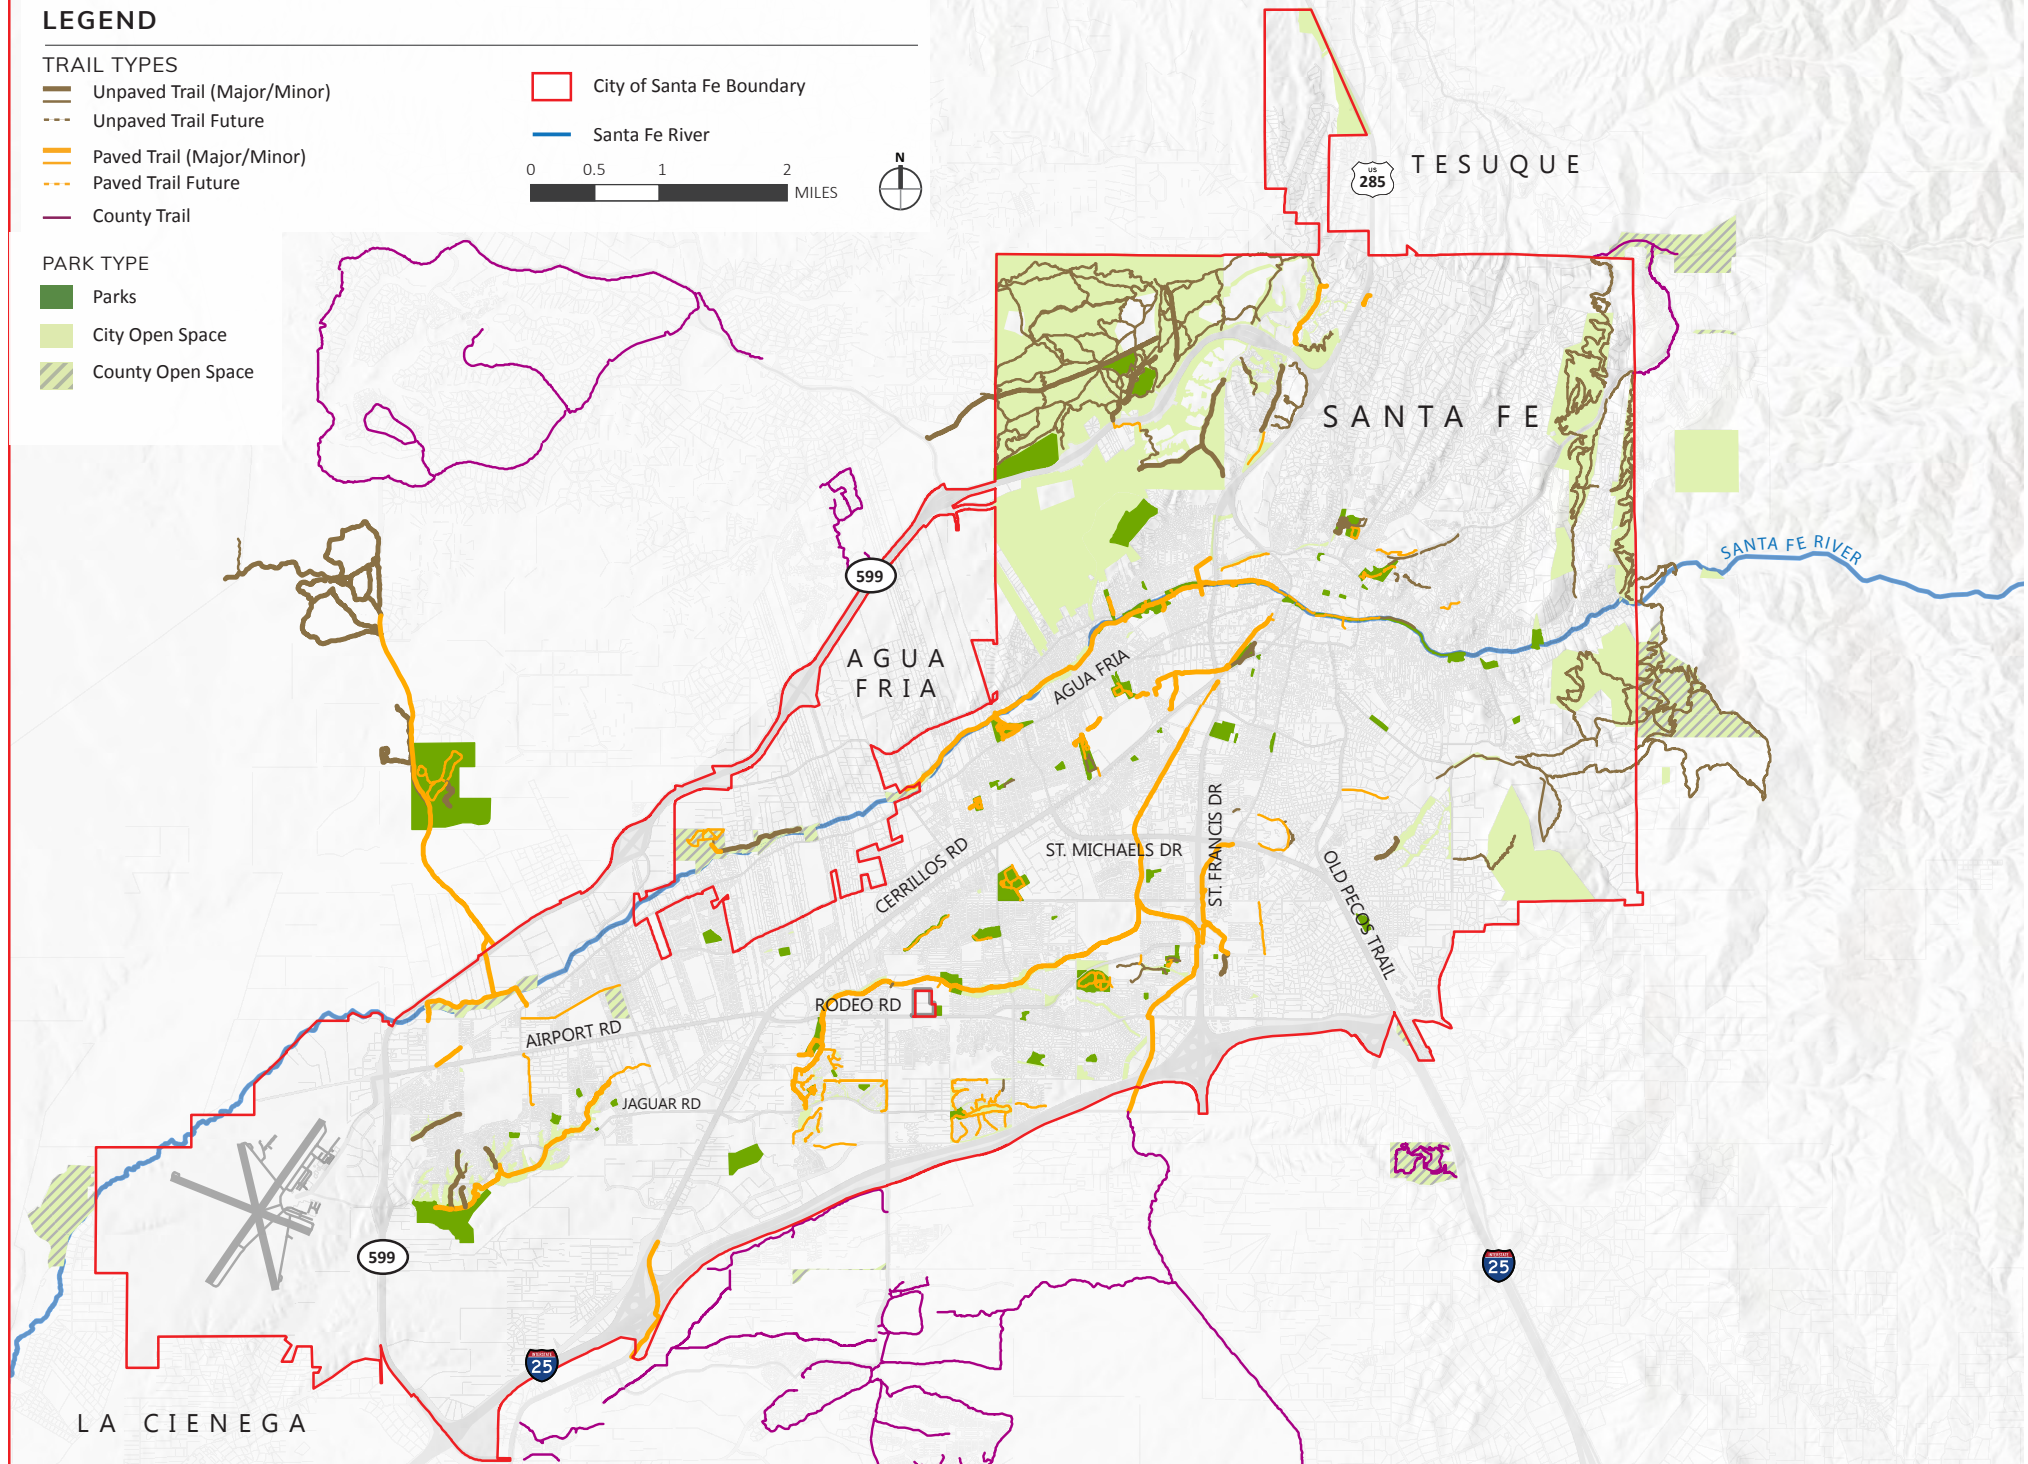 LEGEND
TRAIL TYPES
Unpaved Trail (Major/Minor)
Unpaved Trail Future
Paved Trail (Major/Minor)
Paved Trail Future
County Trail
City of Santa Fe Boundary
Santa Fe River
0 0.5 1 2
MILES
N
PARK TYPE
Parks
City Open Space
County Open Space
US
285
TESUQUE
SANTA FE
SANTA FE RIVER
599
AGUA
FRIA
AGUA FRIA
CERRILLOS RD
ST. MICHAELS DR
ST. FRANCIS DR
OLD PECOS TRAIL
RODEO RD
AIRPORT RD
JAGUAR RD
599
INTERSTATE
25
INTERSTATE
25
LA CIENEGA